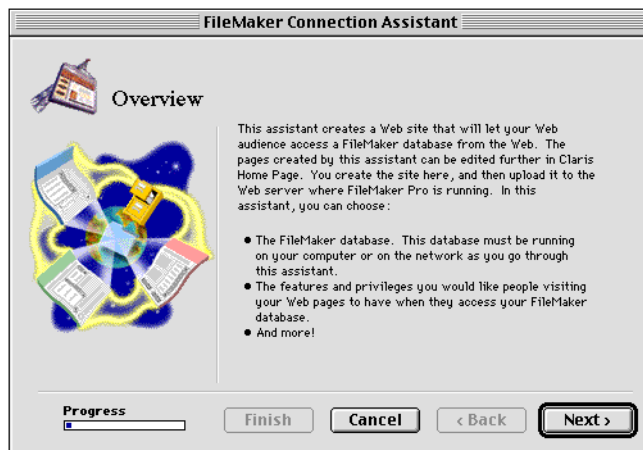 FileMaker Connection Assistant
Overview
This assistant creates a Web site that will let your Web
audience access a FileMaker database from the Web. The
pages created by this assistant can be edited further in Claris
Home Page. You create the site here, and then upload it to the
Web server where FileMaker Pro is running. In this
assistant, you can choose:
● The FileMaker database. This database must be running
on your computer or on the network as you go through
this assistant.
● The features and privileges you would like people visiting
your Web pages to have when they access your FileMaker
database.
● And more!
Progress
Finish
Cancel
‹ Back
Next ›